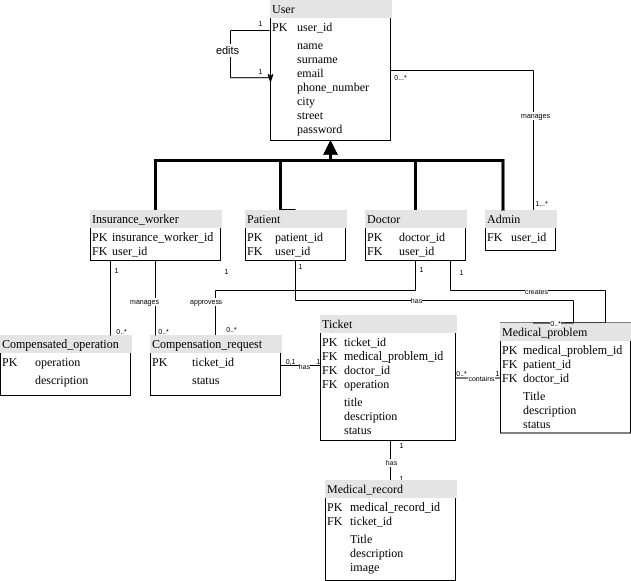 User
PK user_id
name
surname
email
phone_number
city
street
password
1
edits
1
0...*
manages
1...*
Insurance_worker
PK insurance_worker_id
FK user_id
Patient
PK patient_id
FK user_id
Doctor
PK doctor_id
FK user_id
Admin
FK user_id
1
1
1
1
1
manages
approvess
has
creates
0..*
0..*
0..*
0...*
Compensated_operation
PK operation
description
Compensation_request
PK ticket_id
status
0,1
has
1
Ticket
PK ticket_id
FK medical_problem_id
FK doctor_id
FK operation
title
description
status
0..*
contains
1
Medical_problem
PK medical_problem_id
FK patient_id
FK doctor_id
Title
description
status
1
has
1
Medical_record
PK medical_record_id
FK ticket_id
Title
description
image